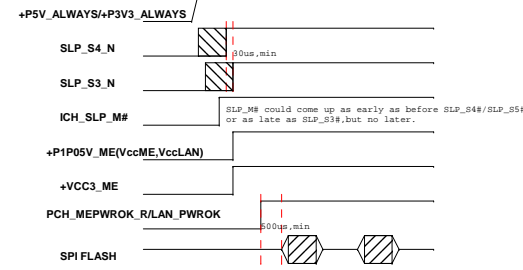 +P5V_ALWAYS/+P3V3_ALWAYS
SLP_S4_N
30us,min
SLP_S3_N
ICH_SLP_M#
SLP_M# could come up as early as before SLP_S4#/SLP_S5#
or as late as SLP_S3#,but no later.
+P1P05V_ME(VccME,VccLAN)
+VCC3_ME
PCH_MEPWROK_R/LAN_PWROK
500us,min
SPI FLASH